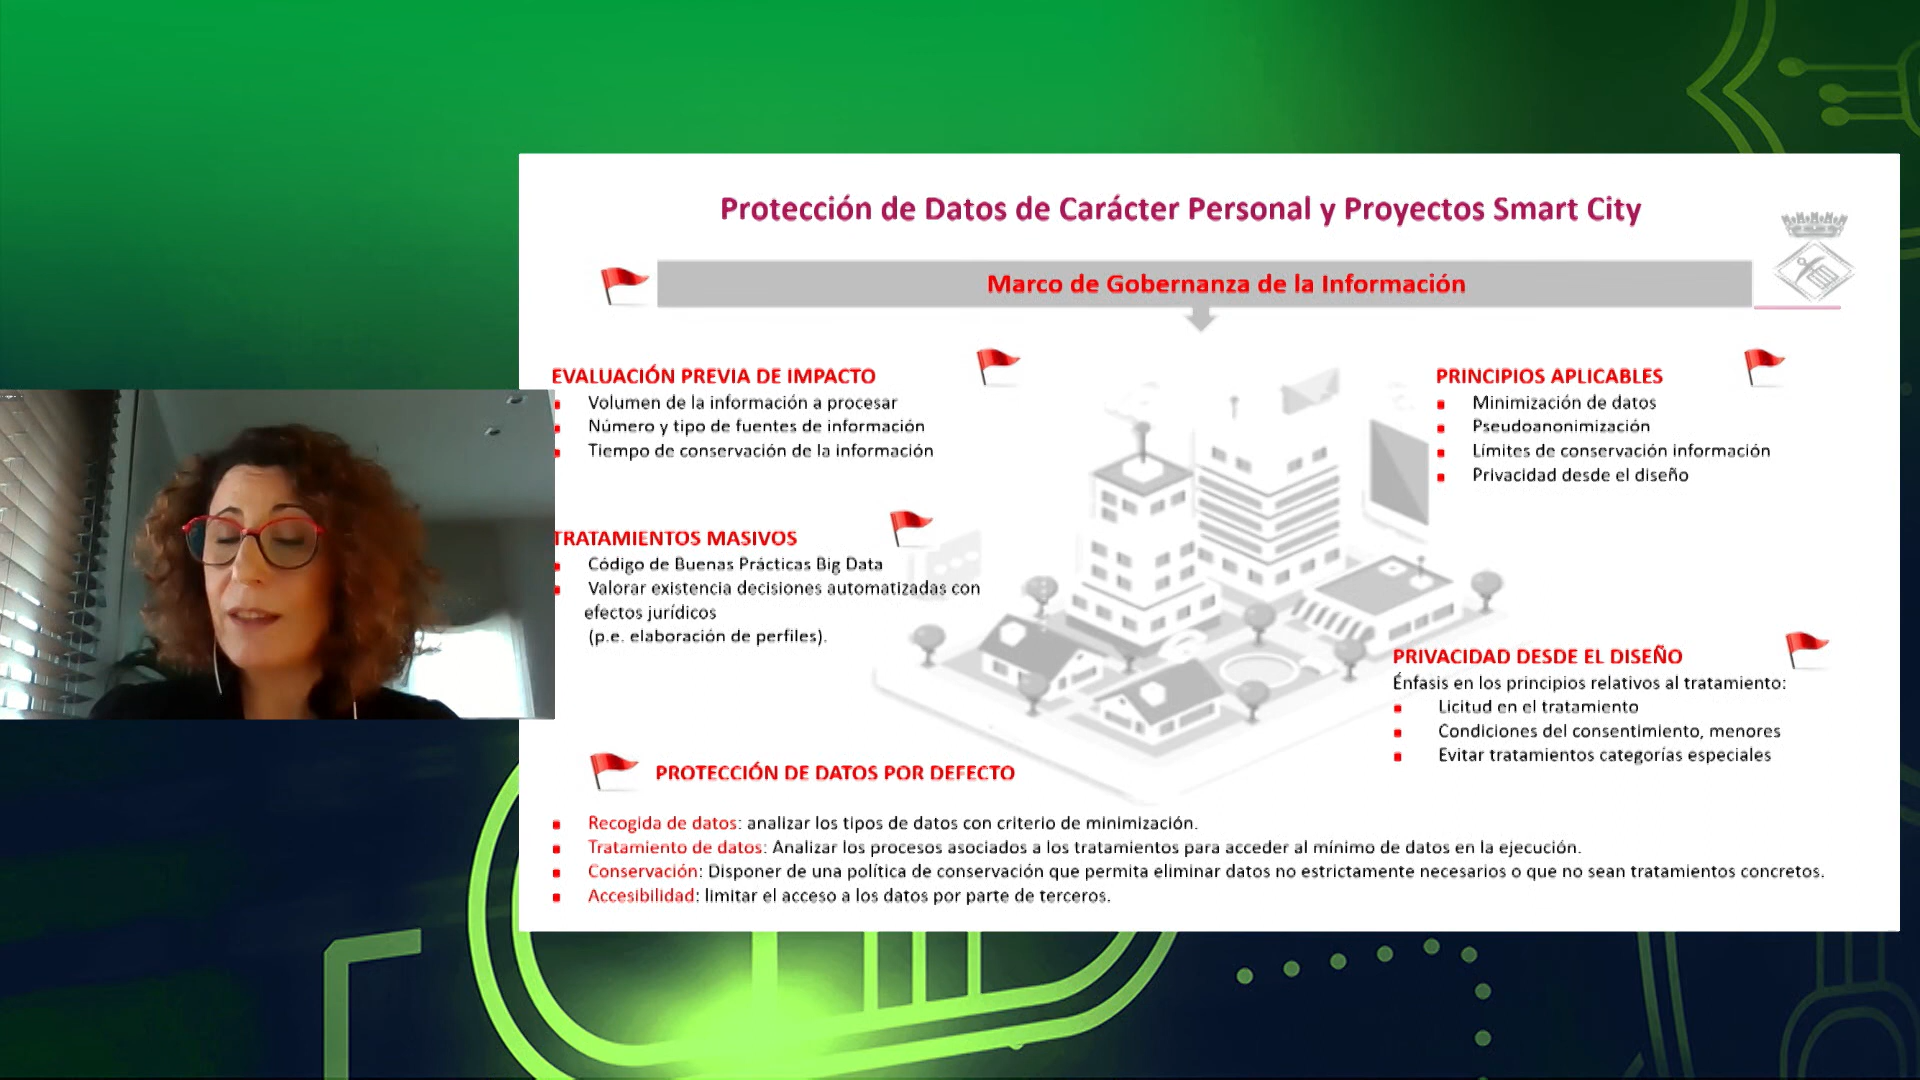 Protección de Datos de Carácter Personal y Proyectos Smart City
Marco de Gobernanza de la Información
EVALUACIÓN PREVIA DE IMPACTO
Volumen de la información a procesar
Número y tipo de fuentes de información
Tiempo de conservación de la información
PRINCIPIOS APLICABLES
Minimización de datos
Pseudoanonimización
Límites de conservación información
Privacidad desde el diseño
TRATAMIENTOS MASIVOS
Código de Buenas Prácticas Big Data
Valorar existencia decisiones automatizadas con
efectos jurídicos
(p.e. elaboración de perfiles).
PRIVACIDAD DESDE EL DISEÑO
Énfasis en los principios relativos al tratamiento:
Licitud en el tratamiento
Condiciones del consentimiento, menores
Evitar tratamientos categorías especiales
PROTECCIÓN DE DATOS POR DEFECTO
Recogida de datos: analizar los tipos de datos con criterio de minimización.
Tratamiento de datos: Analizar los procesos asociados a los tratamientos para acceder al mínimo de datos en la ejecución.
Conservación: Disponer de una política de conservación que permita eliminar datos no estrictamente necesarios o que no sean tratamientos concretos.
Accesibilidad: limitar el acceso a los datos por parte de terceros.